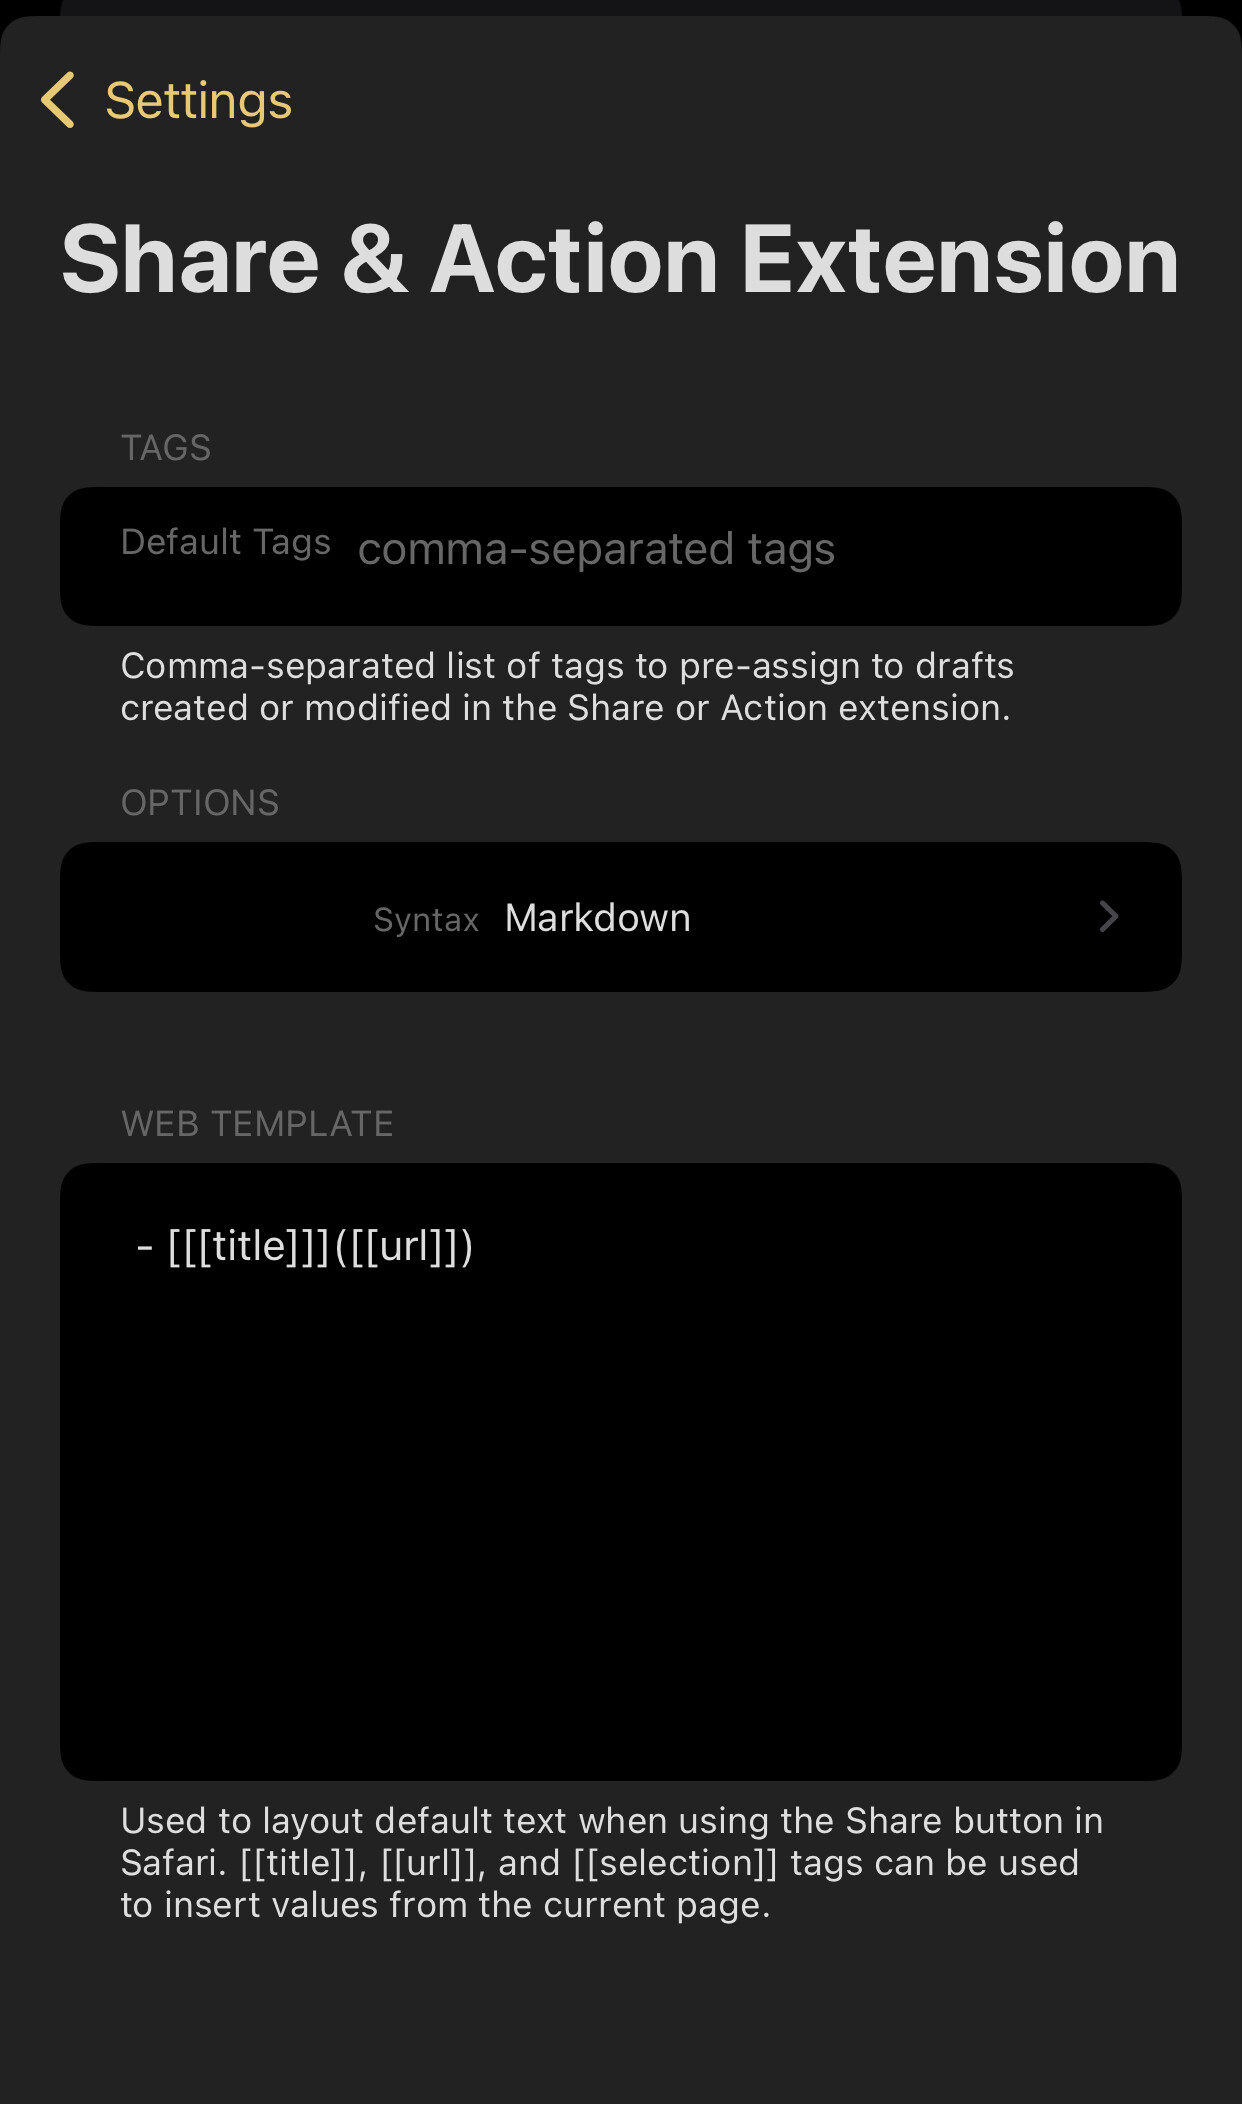 Settings
Share & Action Extension
TAGS
Default Tags comma-separated tags
Comma-separated list of tags to pre-assign to drafts
created or modified in the Share or Action extension.
OPTIONS
Syntax Markdown
WEB TEMPLATE
- [[[title]]]([[url]])
Used to layout default text when using the Share button in
Safari. [[title]], [[url]], and [[selection]] tags can be used
to insert values from the current page.